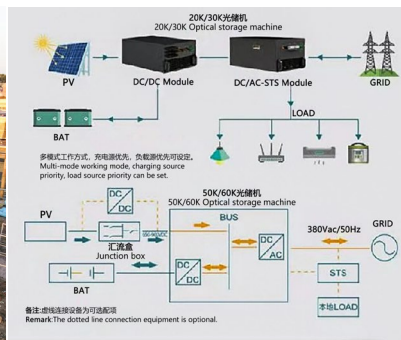 20K/30K光储机
20K/30K Optical storage machine
PV
DC/DC Module
DC/AC-STS Module
GRID
BAT
LOAD
多模式工作方式、充电源优先、负载源优先可设定。
Multi-mode working mode, charging source
priority, load source priority can be set.
50K/60K光储机
50K/60K Optical storage machine
PV
DC
DC
汇流盒
Junction box
BUS
DC
DC
DC
AC
380Vac/50Hz
GRID
STS
BAT
本地LOAD
备注:虚线连接设备为可选配项
Remark:The dotted line connection equipment is optional.